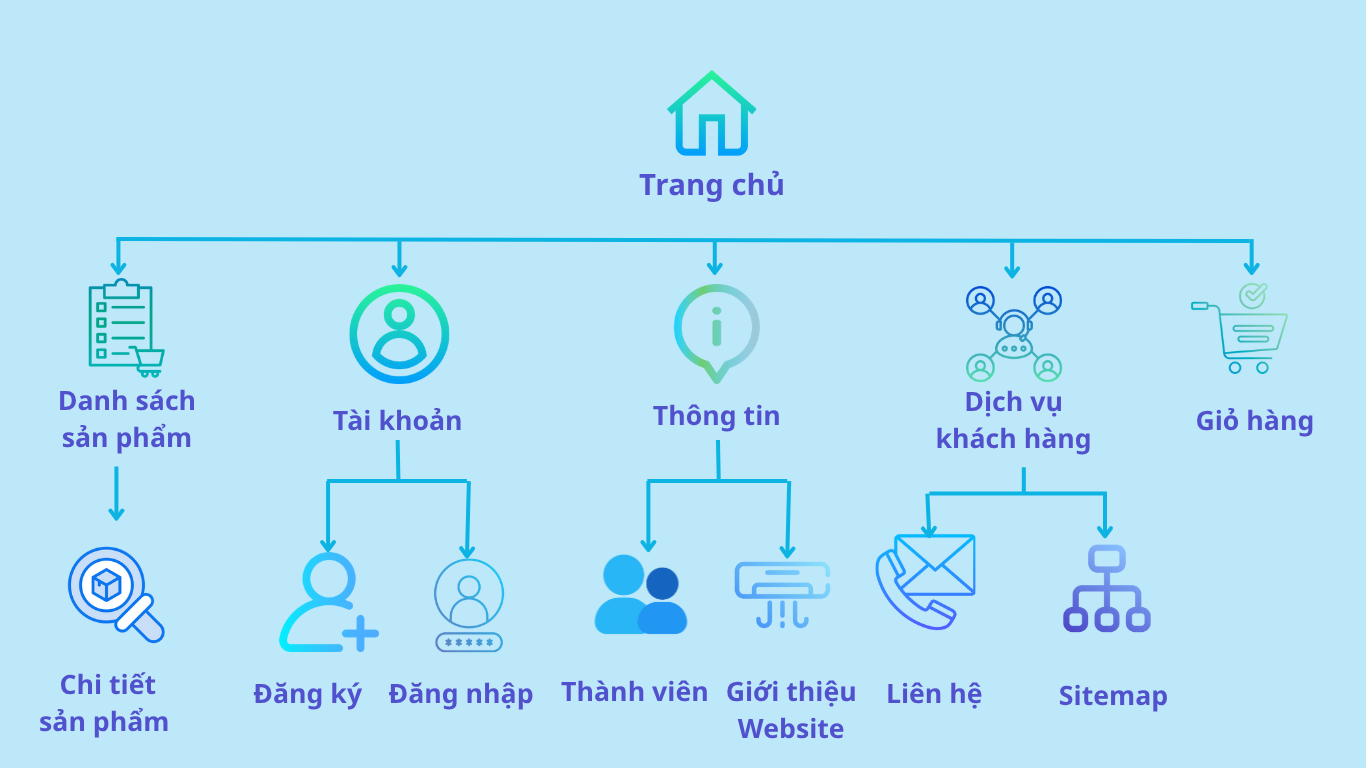 Trang chủ
Danh sách
sản phẩm
Tài khoản
Thông tin
Dịch vụ
khách hàng
Giỏ hàng
Chi tiết
sản phẩm
Đăng ký
Đăng nhập
Thành viên
Giới thiệu
Website
Liên hệ
Sitemap